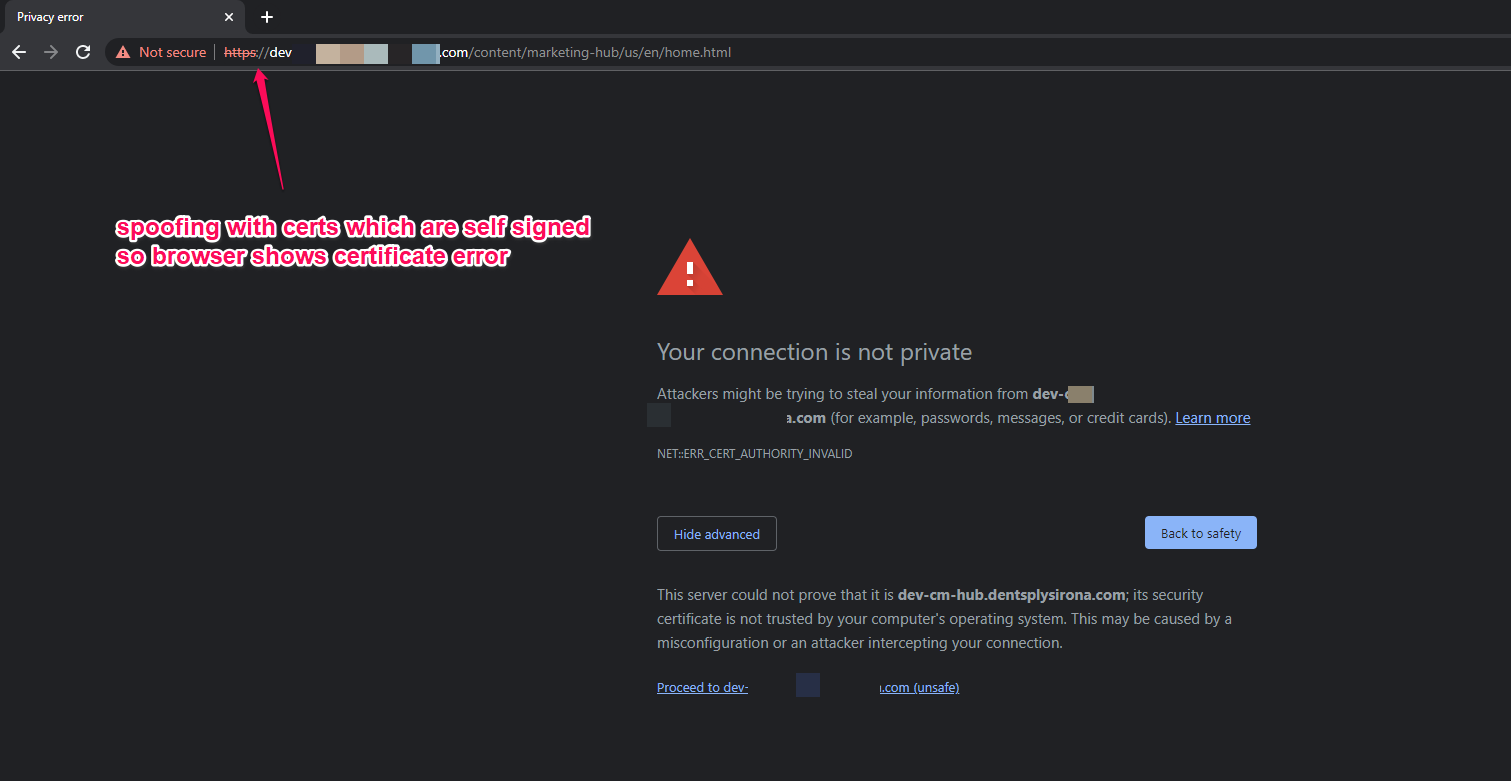 Privacy error
Not secure https://dev .com/content/marketing-hub/us/en/home.html
spoofing with certs which are self signed
so browser shows certificate error
Your connection is not private
Attackers might be trying to steal your information from dev-
a.com (for example, passwords, messages, or credit cards). Learn more
NET::ERR_CERT_AUTHORITY_INVALID
Hide advanced
Back to safety
This server could not prove that it is dev-cm-hub.dentsplysirona.com; its security
certificate is not trusted by your computer's operating system. This may be caused by a
misconfiguration or an attacker intercepting your connection.
Proceed to dev- .com (unsafe)